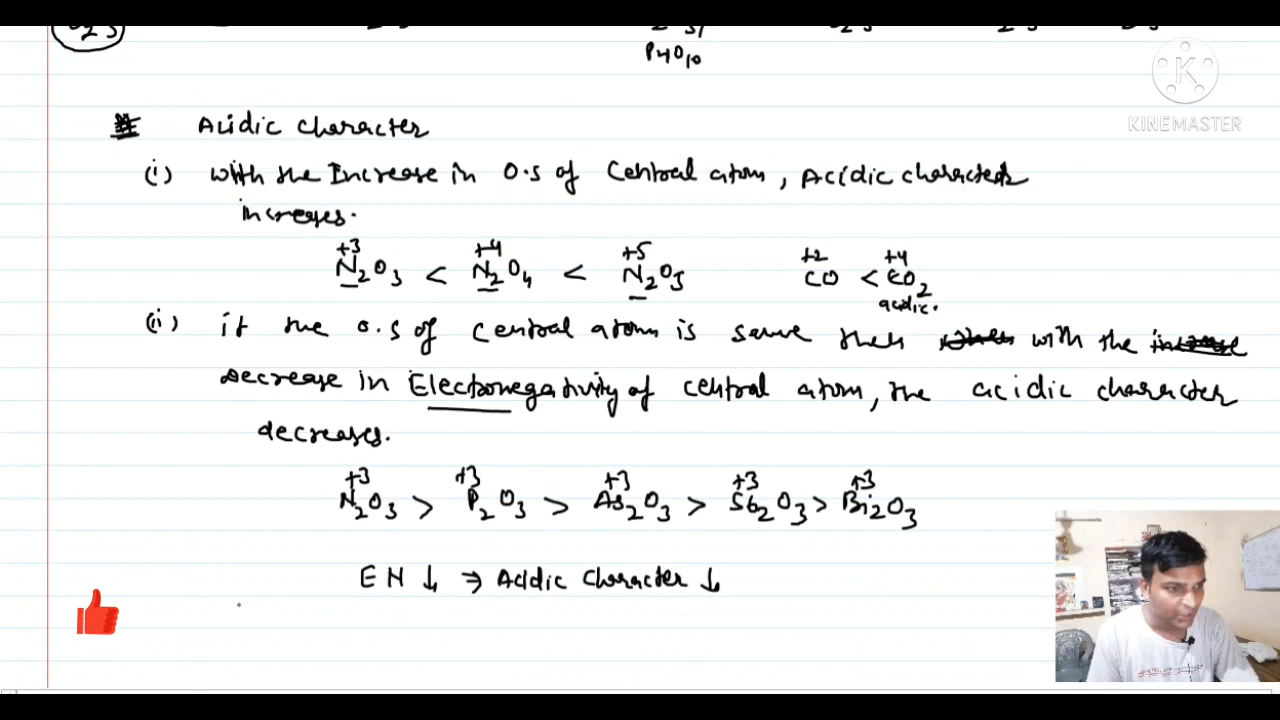 P4O10
KINEMASTER
Acidic character
(i) with the Increase in O.S of Central atom, Acidic character
increases.
+3 +4 +5 +2 +4
N2O3 < N2O4 < N2O5 CO < CO2
acidic.
(ii) if the O.S of central atom is same then with the
Decrease in Electronegativity of central atom, the acidic character
decreases.
+3 +3 +3 +3 +3
N2O3 > P2O3 > As2O3 > Sb2O3 > Bi2O3
EN ↓ ⇒ Acidic Character ↓